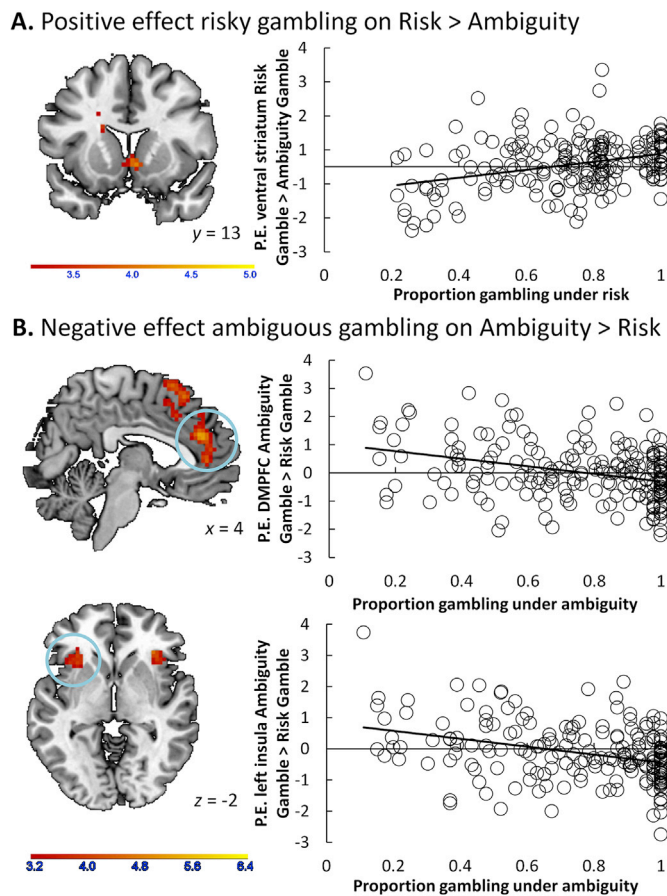 A. Positive effect risky gambling on Risk > Ambiguity
y = 13
3.5 4.0 4.5 5.0
P.E. ventral striatum Risk
Gamble > Ambiguity Gamble
4
3
2
1
0
-1
-2
-3
0 0.2 0.4 0.6 0.8 1
Proportion gambling under risk
B. Negative effect ambiguous gambling on Ambiguity > Risk
x = 4
P.E. DMPFC Ambiguity
Gamble > Risk Gamble
4
3
2
1
0
-1
-2
-3
0 0.2 0.4 0.6 0.8 1
Proportion gambling under ambiguity
z = -2
3.2 4.0 4.8 5.6 6.4
P.E. left insula Ambiguity
Gamble > Risk Gamble
4
3
2
1
0
-1
-2
-3
0 0.2 0.4 0.6 0.8 1
Proportion gambling under ambiguity